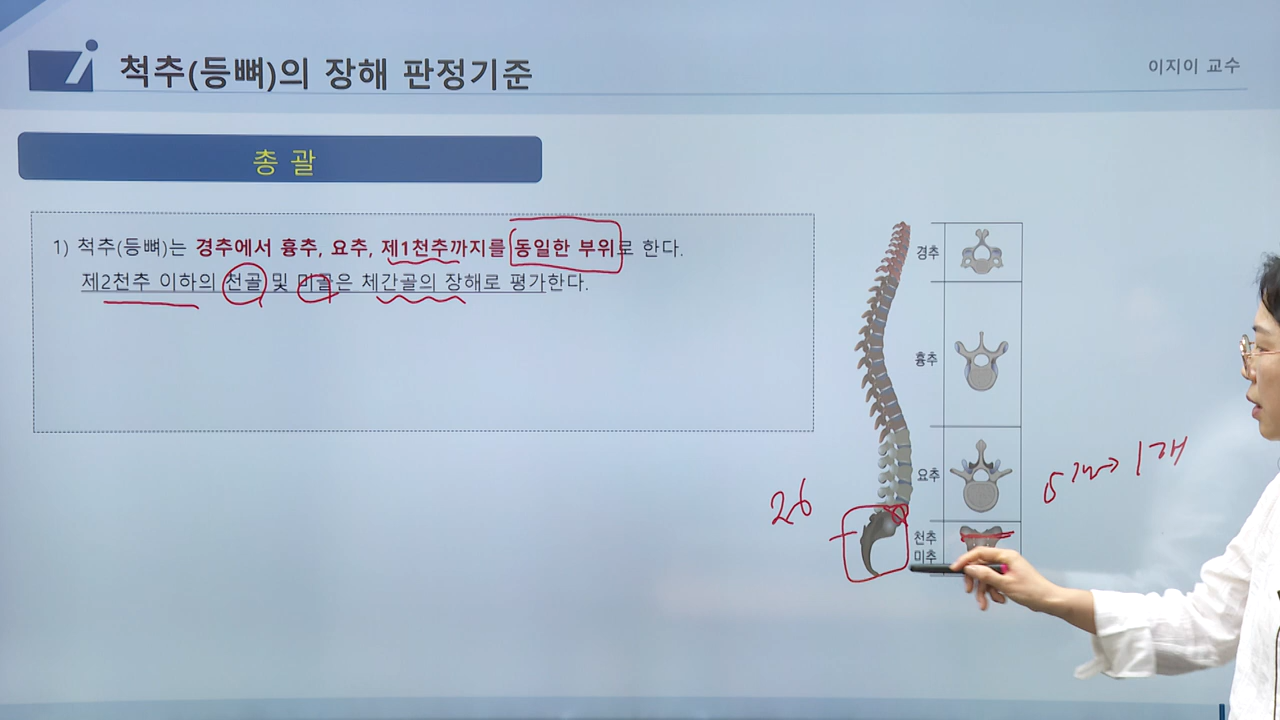 척추(등뼈)의 장해 판정기준
이지이 교수
총 괄
1) 척추(등뼈)는 경추에서 흉추, 요추, 제1천추까지를 동일한 부위로 한다.
제2천추 이하의 천골 및 미골은 체간골의 장해로 평가한다.
경추
흉추
요추
천추
미추
26
5개→1개